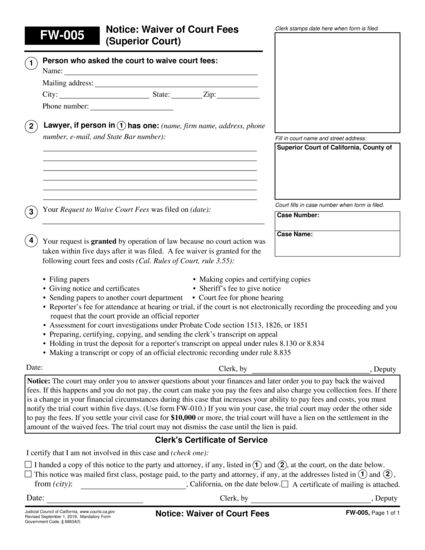 FW-005
Notice: Waiver of Court Fees
(Superior Court)
Clerk stamps date here when form is filed.
1 Person who asked the court to waive court fees:
Name:
Mailing address:
City: State: Zip:
Phone number:
2 Lawyer, if person in 1 has one: (name, firm name, address, phone
number, e-mail, and State Bar number):
Fill in court name and street address:
Superior Court of California, County of
3 Your Request to Waive Court Fees was filed on (date):
Court fills in case number when form is filed.
Case Number:
Case Name:
4 Your request is granted by operation of law because no court action was
taken within five days after it was filed. A fee waiver is granted for the
following court fees and costs (Cal. Rules of Court, rule 3.55):
• Filing papers
• Giving notice and certificates
• Sending papers to another court department
• Making copies and certifying copies
• Sheriff's fee to give notice
• Court fee for phone hearing
• Reporter's fee for attendance at hearing or trial, if the court is not electronically recording the proceeding and you
request that the court provide an official reporter
• Assessment for court investigations under Probate Code section 1513, 1826, or 1851
• Preparing, certifying, copying, and sending the clerk's transcript on appeal
• Holding in trust the deposit for a reporter's transcript on appeal under rules 8.130 or 8.834
• Making a transcript or copy of an official electronic recording under rule 8.835
Date: Clerk, by , Deputy
Notice: The court may order you to answer questions about your finances and later order you to pay back the waived
fees. If this happens and you do not pay, the court can make you pay the fees and also charge you collection fees. If there
is a change in your financial circumstances during this case that increases your ability to pay fees and costs, you must
notify the trial court within five days. (Use form FW-010.) If you win your case, the trial court may order the other side
to pay the fees. If you settle your civil case for $10,000 or more, the trial court will have a lien on the settlement in the
amount of the waived fees. The trial court may not dismiss the case until the lien is paid.
Clerk's Certificate of Service
I certify that I am not involved in this case and (check one):
I handed a copy of this notice to the party and attorney, if any, listed in 1 and 2, at the court, on the date below.
This notice was mailed first class, postage paid, to the party and attorney, if any, at the addresses listed in 1 and 2,
from (city): , California, on the date below. A certificate of mailing is attached.
Date: Clerk, by , Deputy
Judicial Council of California, www.courts.ca.gov
Revised September 1, 2019, Mandatory Form
Government Code, § 68634(f)
Notice: Waiver of Court Fees
FW-005, Page 1 of 1